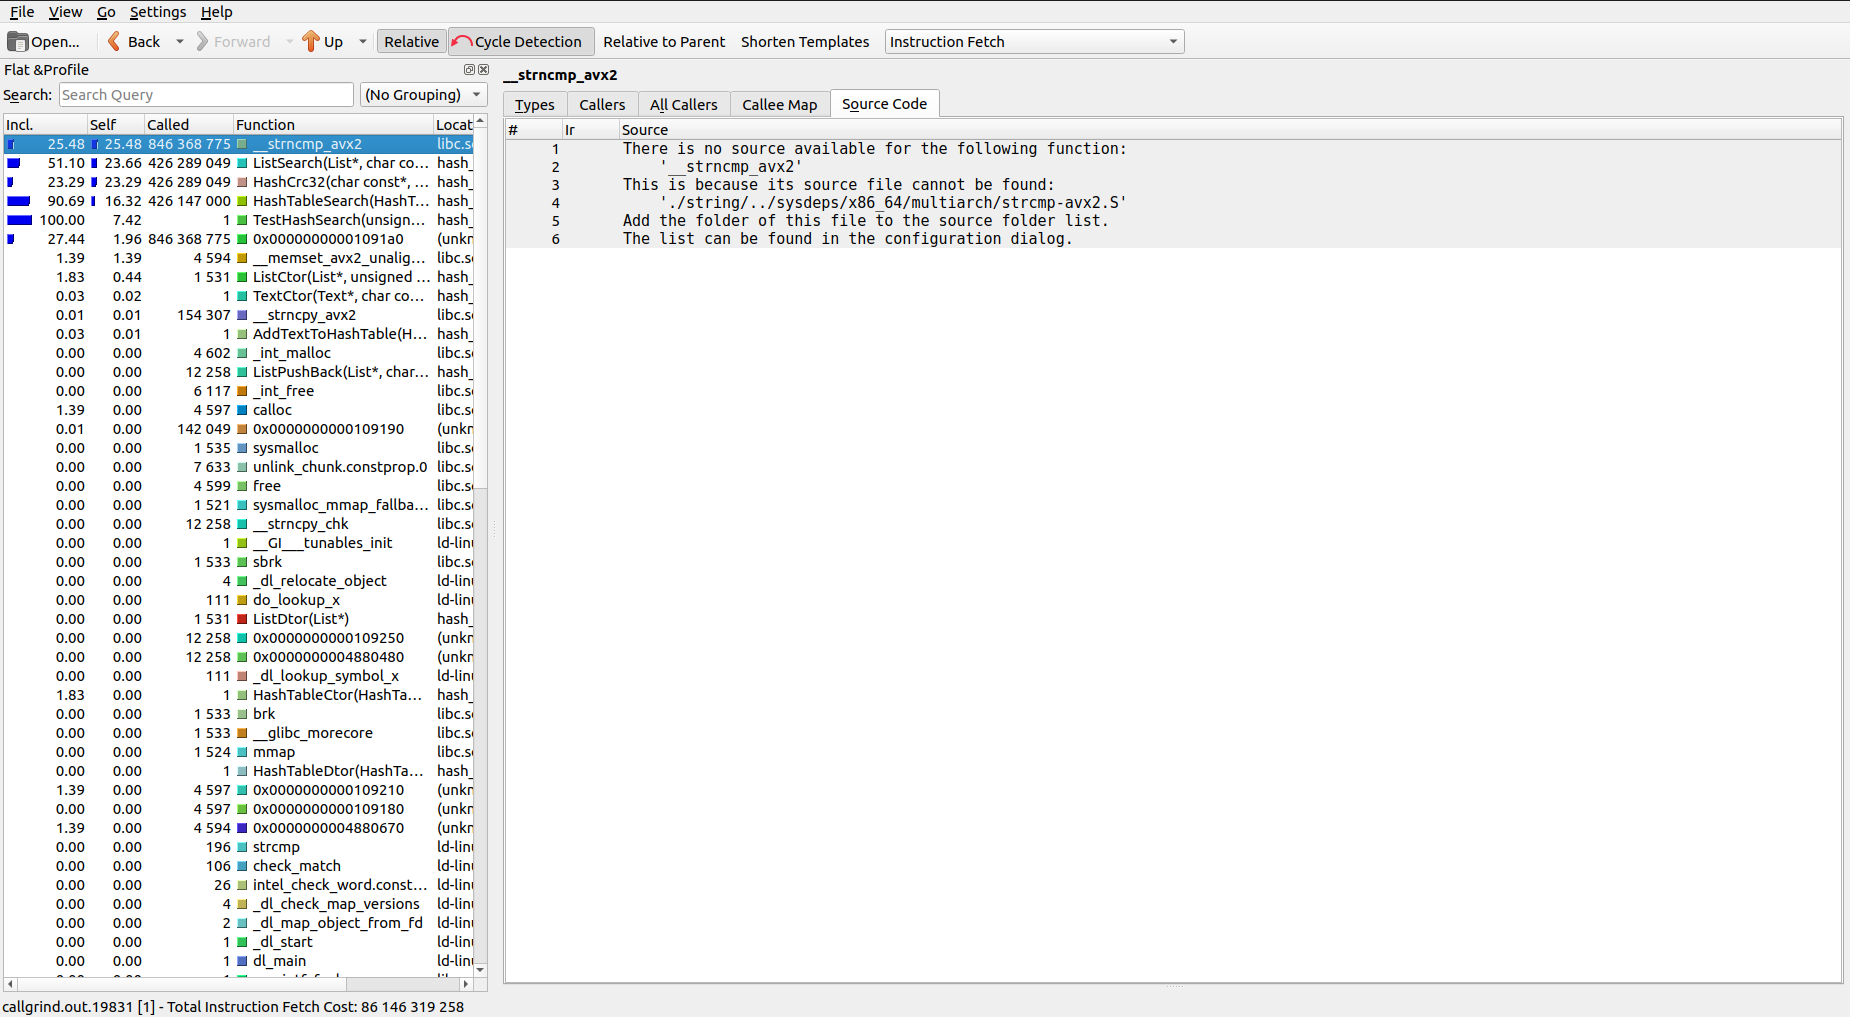 File View Go Settings Help
Open... Back Forward Up Relative Cycle Detection Relative to Parent Shorten Templates Instruction Fetch
Flat &Profile
Search: Search Query (No Grouping)
Incl. Self Called Function Locat
25.48 25.48 846 368 775 __strncmp_avx2 libc.s
51.10 23.66 426 289 049 ListSearch(List*, char co... hash_
23.29 23.29 426 289 049 HashCrc32(char const*, ... hash_
90.69 16.32 426 147 000 HashTableSearch(HashT... hash_
100.00 7.42 1 TestHashSearch(unsign... hash_
27.44 1.96 846 368 775 0x00000000001091a0 (unkn
1.39 1.39 4 594 __memset_avx2_unalig... libc.s
1.83 0.44 1 531 ListCtor(List*, unsigned ... hash_
0.03 0.02 1 TextCtor(Text*, char co... hash_
0.01 0.01 154 307 __strncpy_avx2 libc.s
0.03 0.01 1 AddTextToHashTable(H... hash_
0.00 0.00 4 602 _int_malloc libc.s
0.00 0.00 12 258 ListPushBack(List*, char... hash_
0.00 0.00 6 117 _int_free libc.s
1.39 0.00 4 597 calloc libc.s
0.01 0.00 142 049 0x0000000000109190 (unkn
0.00 0.00 1 535 sysmalloc libc.s
0.00 0.00 7 633 unlink_chunk.constprop.0 libc.s
0.00 0.00 4 599 free libc.s
0.00 0.00 1 521 sysmalloc_mmap_fallba... libc.s
0.00 0.00 12 258 __strncpy_chk libc.s
0.00 0.00 1 __GI___tunables_init ld-linu
0.00 0.00 1 533 sbrk libc.s
0.00 0.00 4 _dl_relocate_object ld-linu
0.00 0.00 111 do_lookup_x ld-linu
0.00 0.00 1 531 ListDtor(List*) hash_
0.00 0.00 12 258 0x0000000000109250 (unkn
0.00 0.00 12 258 0x0000000004880480 (unkn
0.00 0.00 111 _dl_lookup_symbol_x ld-linu
1.83 0.00 1 HashTableCtor(HashTa... hash_
0.00 0.00 1 533 brk libc.s
0.00 0.00 1 533 __glibc_morecore libc.s
0.00 0.00 1 524 mmap libc.s
0.00 0.00 1 HashTableDtor(HashTa... hash_
1.39 0.00 4 597 0x0000000000109210 (unkn
0.00 0.00 4 597 0x0000000000109180 (unkn
1.39 0.00 4 594 0x0000000004880670 (unkn
0.00 0.00 196 strcmp ld-linu
0.00 0.00 106 check_match ld-linu
0.00 0.00 26 intel_check_word.const... ld-linu
0.00 0.00 4 _dl_check_map_versions ld-linu
0.00 0.00 2 _dl_map_object_from_fd ld-linu
0.00 0.00 1 _dl_start ld-linu
0.00 0.00 1 dl_main ld-linu
__strncmp_avx2
Types Callers All Callers Callee Map Source Code
# Ir Source
1 There is no source available for the following function:
2 '__strncmp_avx2'
3 This is because its source file cannot be found:
4 './string/../sysdeps/x86_64/multiarch/strcmp-avx2.S'
5 Add the folder of this file to the source folder list.
6 The list can be found in the configuration dialog.
callgrind.out.19831 [1] - Total Instruction Fetch Cost: 86 146 319 258